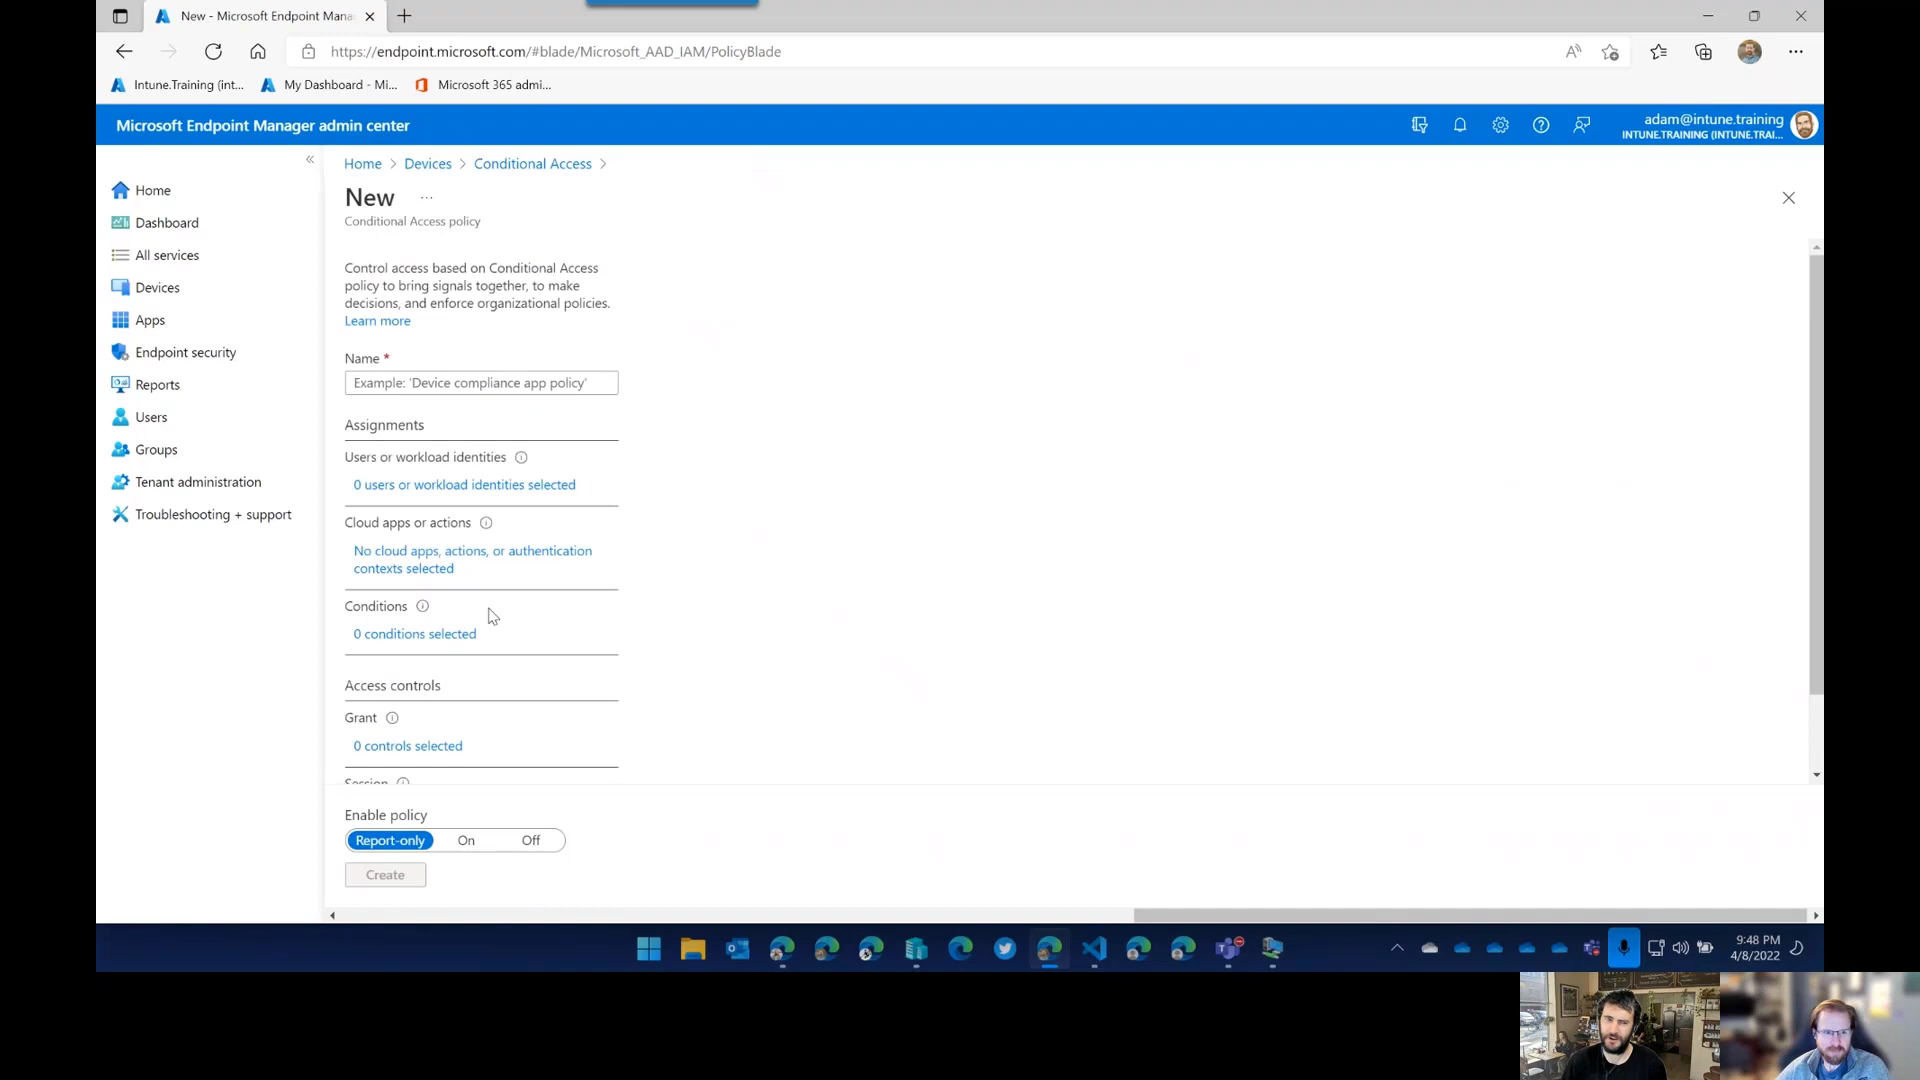 New - Microsoft Endpoint Mana
https://endpoint.microsoft.com/#blade/Microsoft_AAD_IAM/PolicyBlade
Intune.Training (int...
My Dashboard - Mi...
Microsoft 365 admi...
Microsoft Endpoint Manager admin center
adam@intune.training
INTUNE.TRAINING (INTUNE.TRAI...
Home
Dashboard
All services
Devices
Apps
Endpoint security
Reports
Users
Groups
Tenant administration
Troubleshooting + support
Home > Devices > Conditional Access >
New ...
Conditional Access policy
Control access based on Conditional Access
policy to bring signals together, to make
decisions, and enforce organizational policies.
Learn more
Name *
Example: 'Device compliance app policy'
Assignments
Users or workload identities
0 users or workload identities selected
Cloud apps or actions
No cloud apps, actions, or authentication
contexts selected
Conditions
0 conditions selected
Access controls
Grant
0 controls selected
Session
Enable policy
Report-only On Off
Create
9:48 PM
4/8/2022